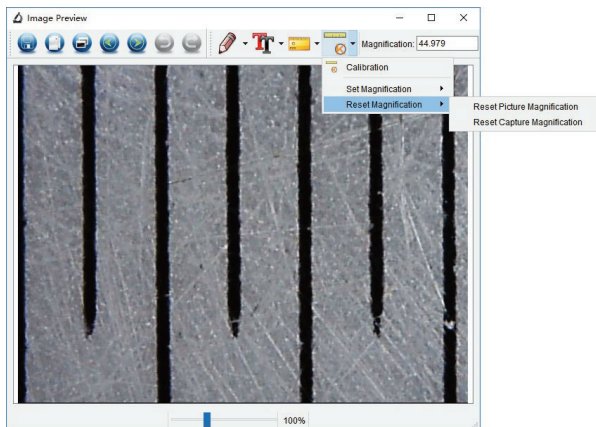 Image Preview
Magnification: 44.979
Calibration
Set Magnification
Reset Magnification
Reset Picture Magnification
Reset Capture Magnification
100%